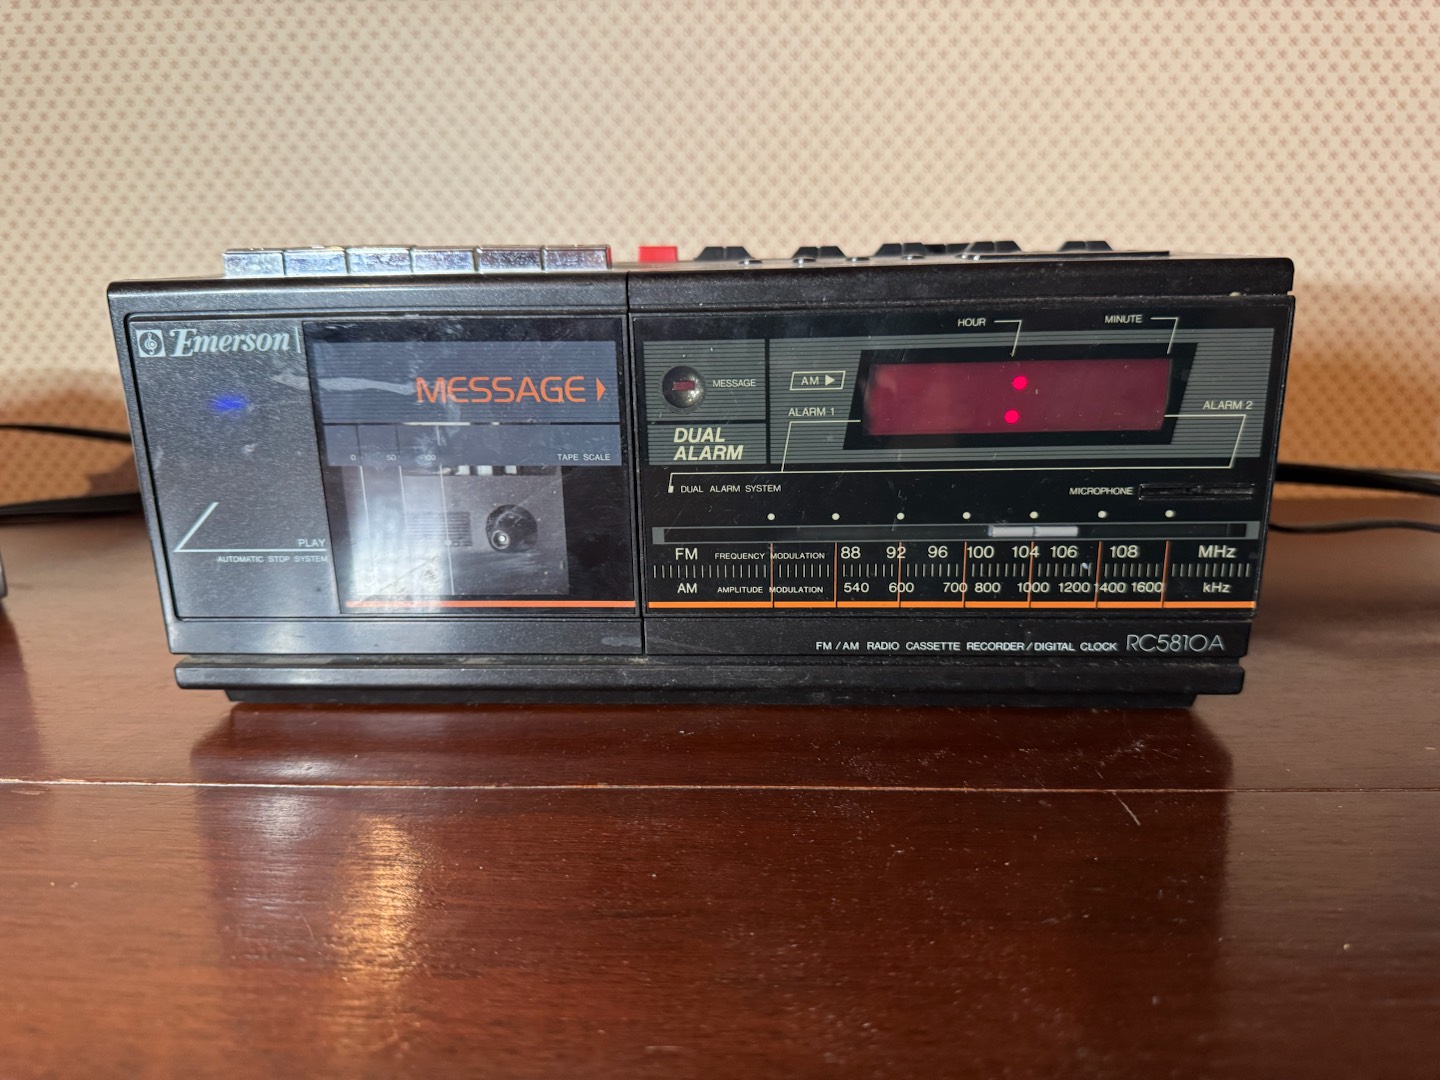 Emerson
MESSAGE
0 50 100 TAPE SCALE
PLAY
AUTOMATIC STOP SYSTEM
MESSAGE
DUAL
ALARM
HOUR MINUTE
AM
ALARM 1 ALARM 2
DUAL ALARM SYSTEM
MICROPHONE
FM FREQUENCY MODULATION 88 92 96 100 104 106 108 MHz
AM AMPLITUDE MODULATION 540 600 700 800 1000 1200 1400 1600 kHz
FM/AM RADIO CASSETTE RECORDER/DIGITAL CLOCK RC5810A